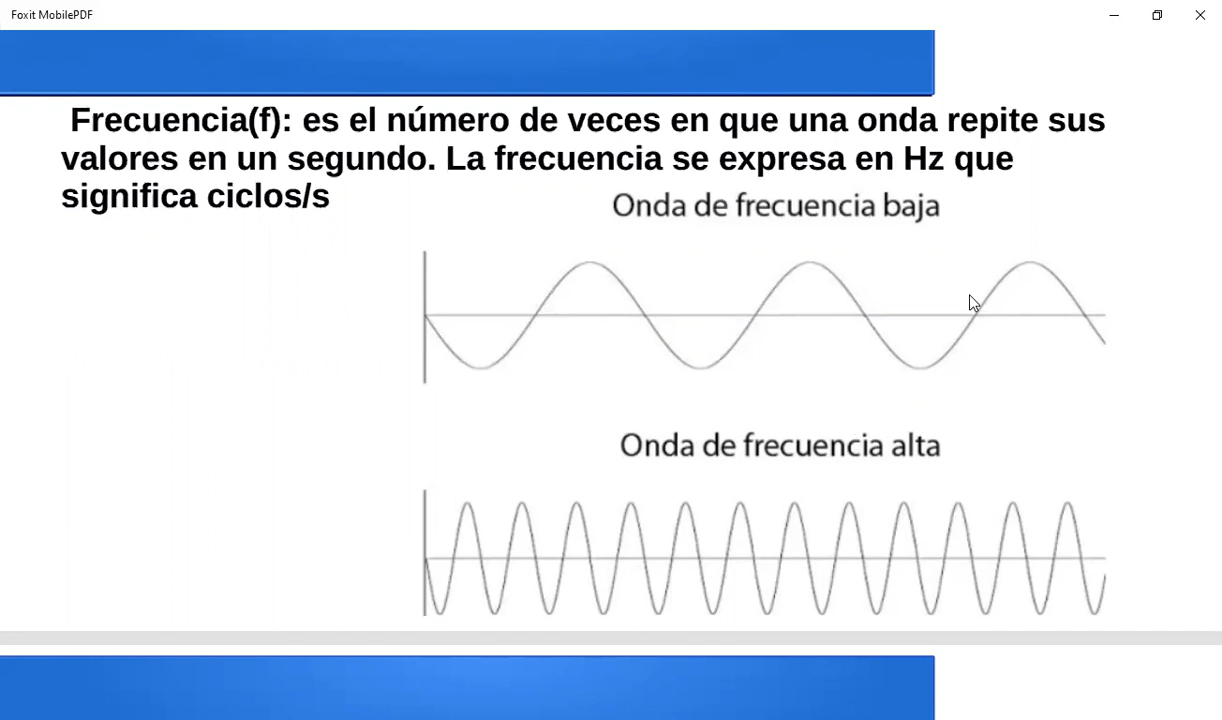 Foxit MobilePDF
Frecuencia(f): es el número de veces en que una onda repite sus
valores en un segundo. La frecuencia se expresa en Hz que
significa ciclos/s
Onda de frecuencia baja
Onda de frecuencia alta